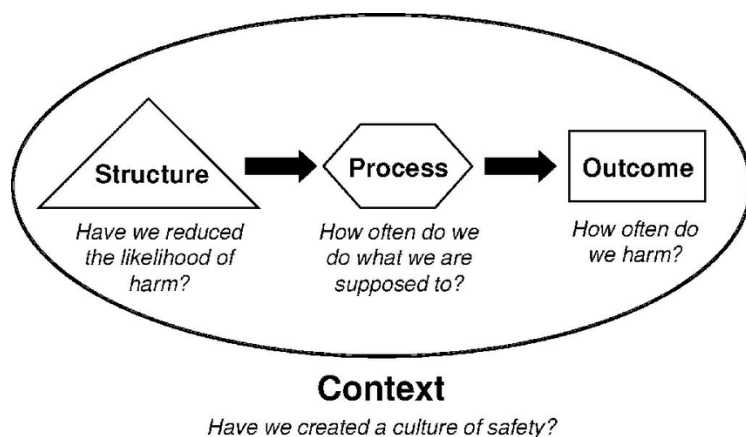 Structure
Have we reduced
the likelihood of
harm?
Process
How often do we
do what we are
supposed to?
Outcome
How often do
we harm?
Context
Have we created a culture of safety?